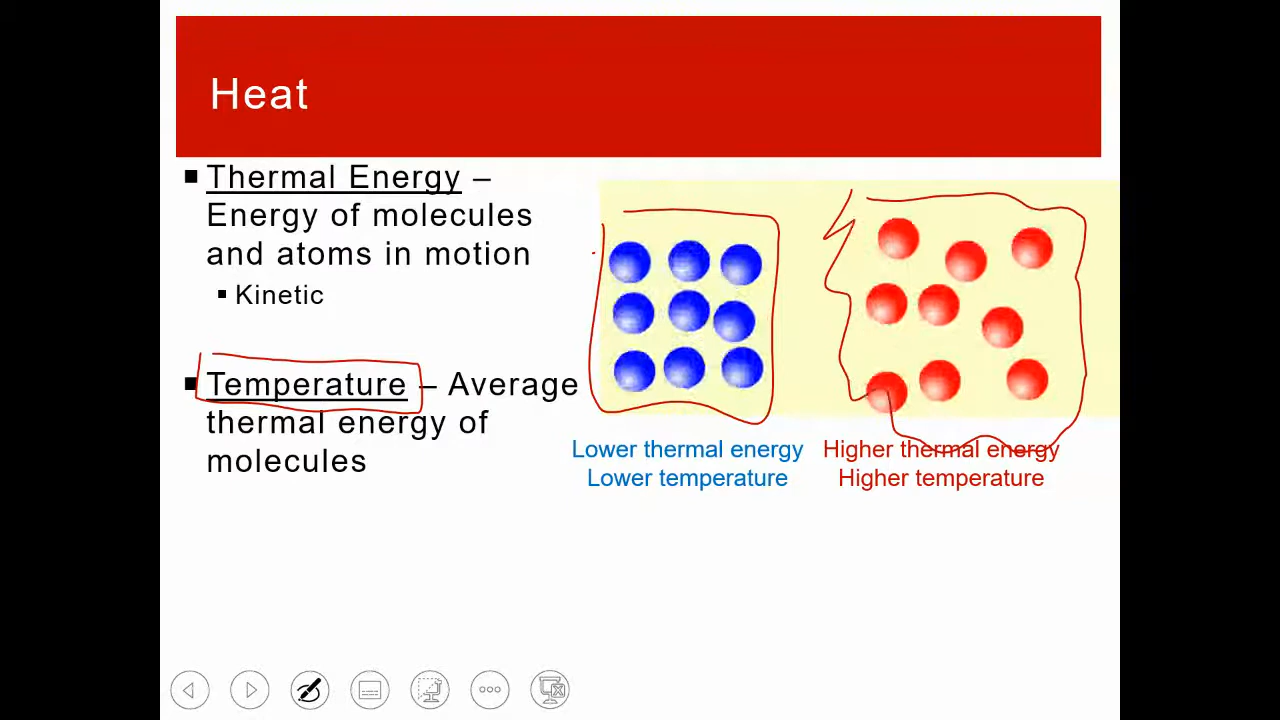 Heat
Thermal Energy –
Energy of molecules
and atoms in motion
Kinetic
Temperature – Average
thermal energy of
molecules
Lower thermal energy
Lower temperature
Higher thermal energy
Higher temperature